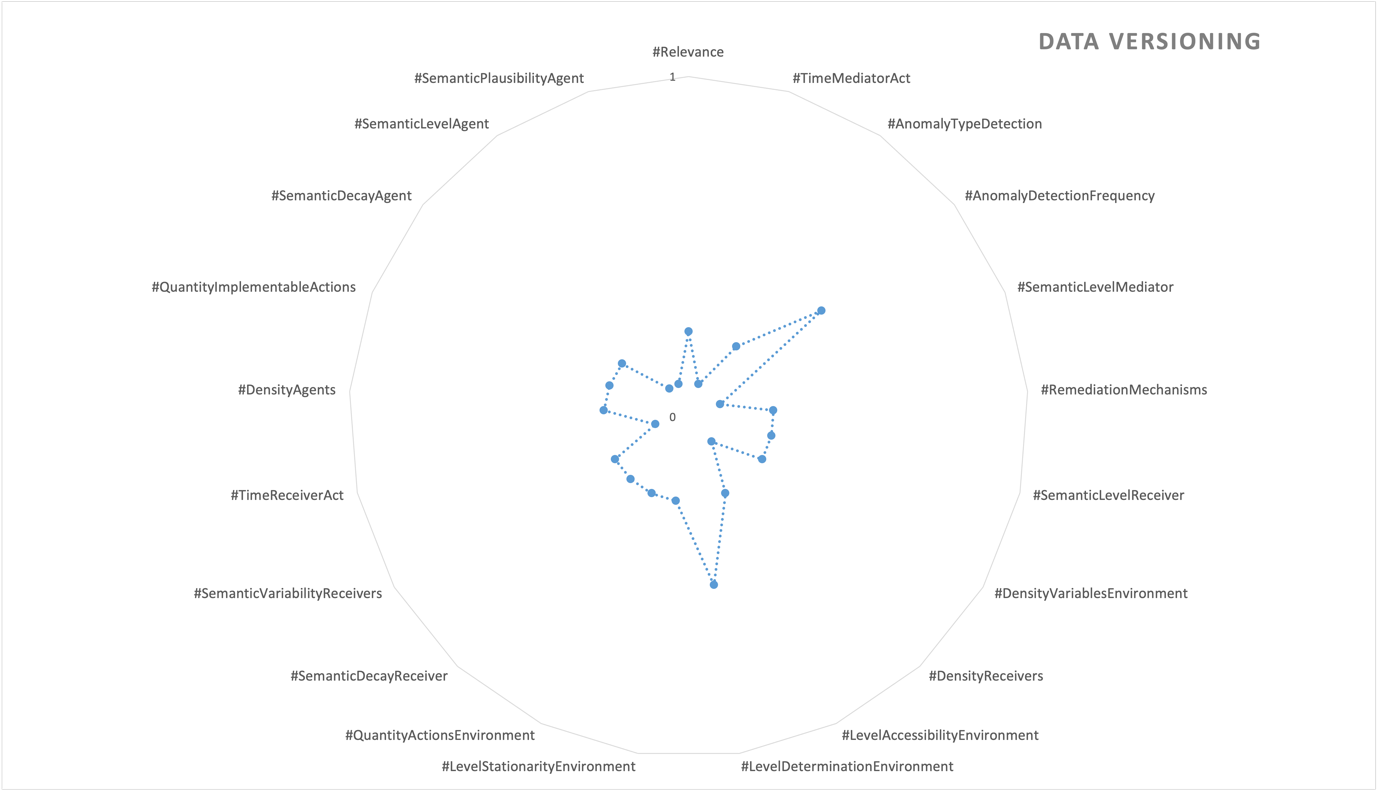 DATA VERSIONING
#Relevance
1
#TimeMediatorAct
#AnomalyTypeDetection
#AnomalyDetectionFrequency
#SemanticLevelMediator
#RemediationMechanisms
#SemanticLevelReceiver
#DensityVariablesEnvironment
#DensityReceivers
#LevelAccessibilityEnvironment
#LevelDeterminationEnvironment
#LevelStationarityEnvironment
#QuantityActionsEnvironment
#SemanticDecayReceiver
#SemanticVariabilityReceivers
#TimeReceiverAct
#DensityAgents
#QuantityImplementableActions
#SemanticDecayAgent
#SemanticLevelAgent
#SemanticPlausibilityAgent
0